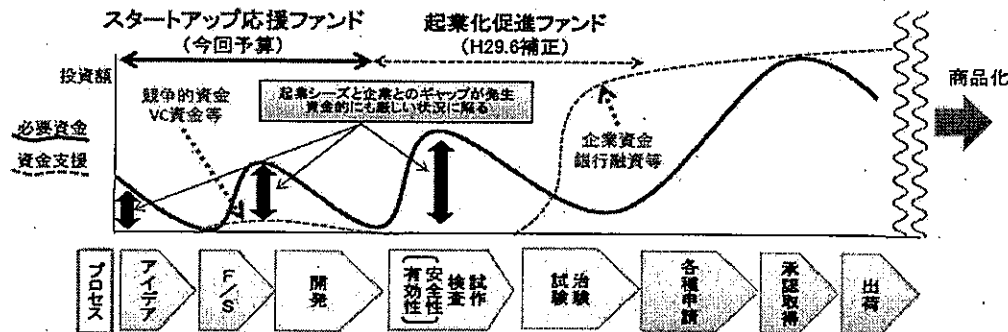 スタートアップ応援ファンド
(今回予算)
起業化促進ファンド
(H29.6補正)
投資額
競争的資金
VC資金等
起業シーズと企業とのギャップが発生
資金的にも厳しい状況に陥る
商品化
必要資金
資金支援
企業資金
銀行融資等
プロセス
アイデア
F/S
開発
試作
検査
(安全性
有効性)
治験
試験
各種申請
承認取得
出荷